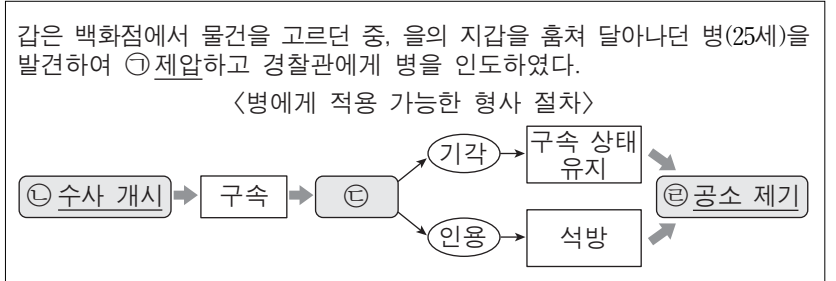 갑은 백화점에서 물건을 고르던 중, 을의 지갑을 훔쳐 달아나던 병(25세)을
발견하여 ㉠제압하고 경찰관에게 병을 인도하였다.
〈병에게 적용 가능한 형사 절차〉
㉡ 수사 개시
구속
㉢
기각
구속 상태
유지
인용
석방
㉣ 공소 제기